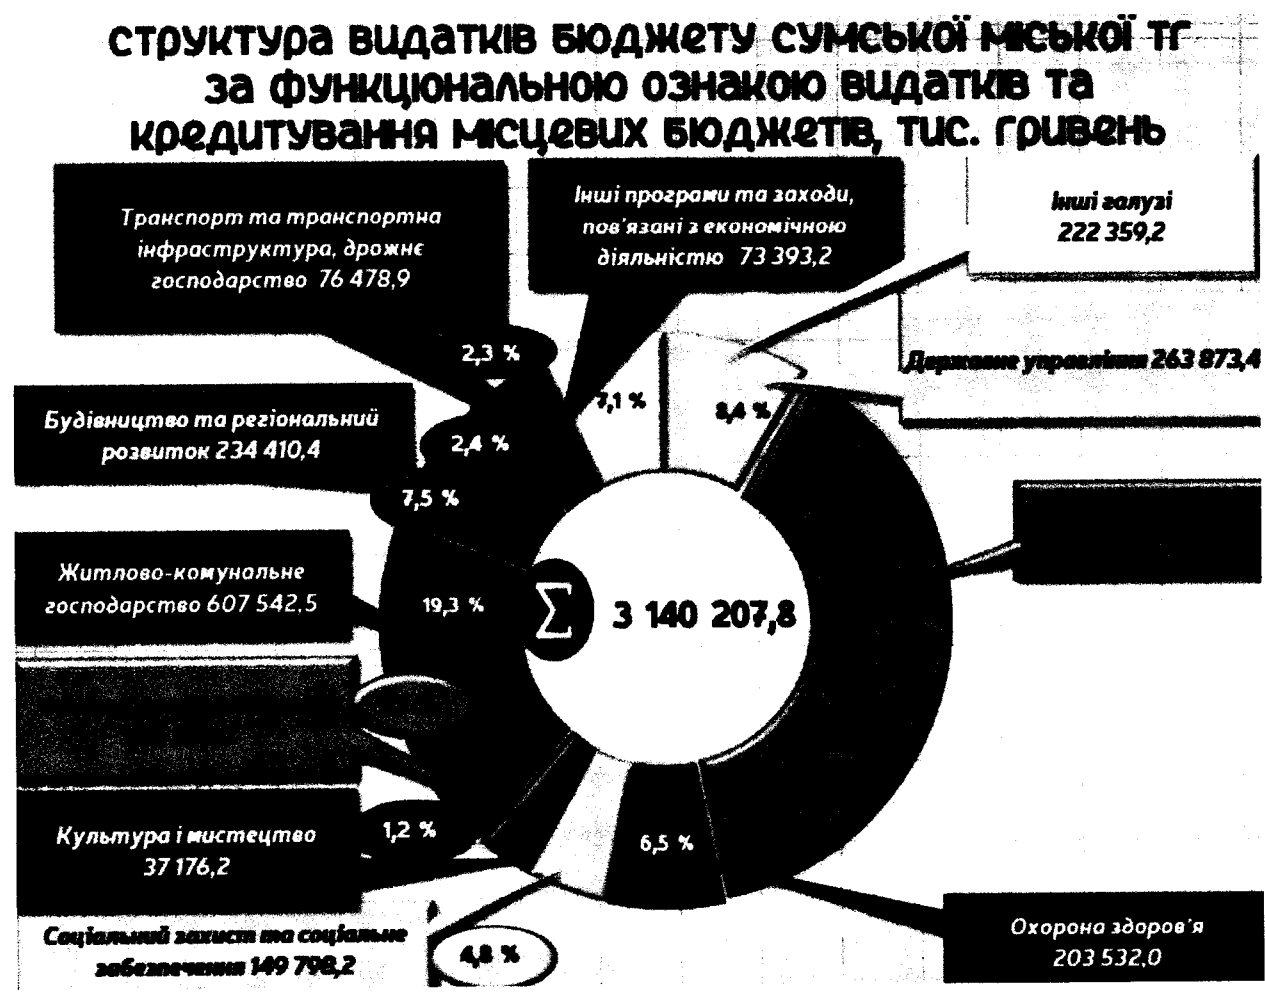 СТРУКТУРА ВИДАТКІВ БЮДЖЕТУ СУМСЬКОЇ МІСЬКОЇ ТГ
ЗА ФУНКЦІОНАЛЬНОЮ ОЗНАКОЮ ВИДАТКІВ ТА
КРЕДИТУВАННЯ МІСЦЕВИХ БЮДЖЕТІВ, ТИС. ГРИВЕНЬ
Транспорт та транспортна
інфраструктура, дрожнє
господарство 76 478,9
Інші програми та заходи,
пов'язані з економічною
діяльністю 73 393,2
Інші галузі
222 359,2
Державне управління 263 873,4
2,3 %
7,1 %
8,4 %
Будівництво та регіональний
розвиток 234 410,4
2,4 %
7,5 %
Житлово-комунальне
господарство 607 542,5
19,3 %
Σ 3 140 207,8
Культура і мистецтво
37 176,2
1,2 %
6,5 %
Соціальний захист та соціальне
забезпечення 149 798,2
4,8 %
Охорона здоров'я
203 532,0